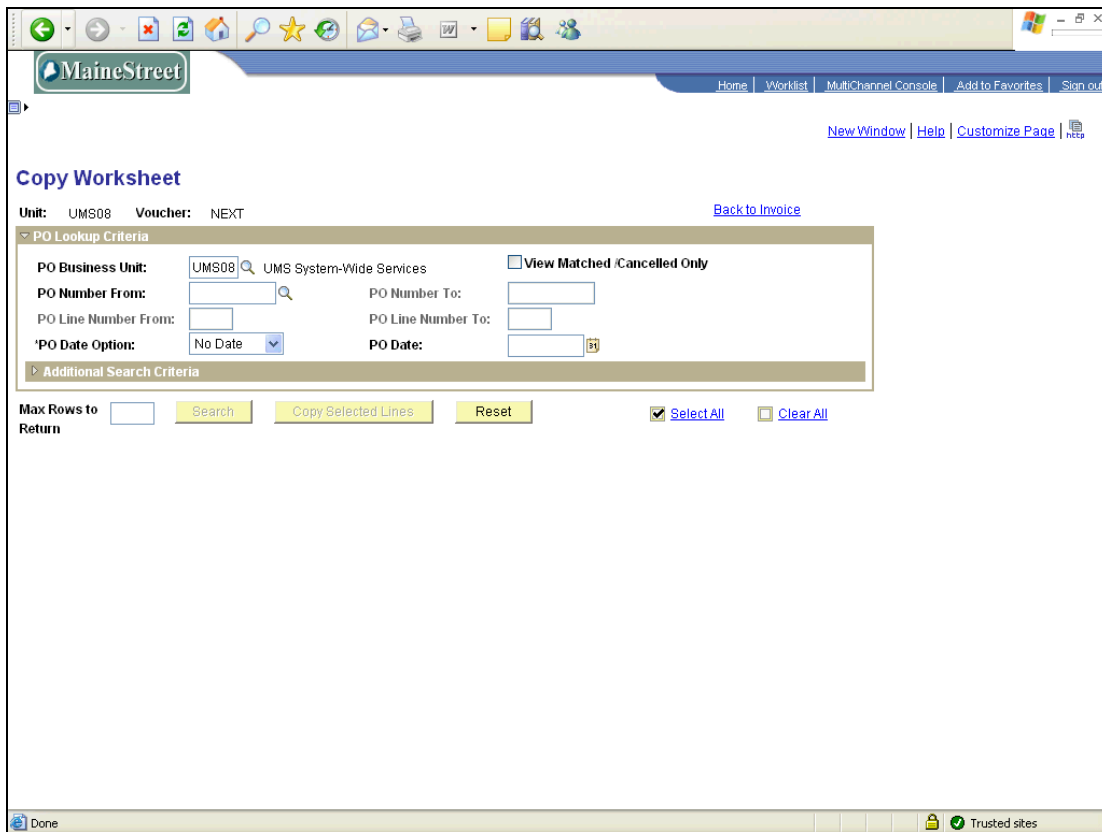 MaineStreet
Home | Worklist | MultiChannel Console | Add to Favorites | Sign out
New Window | Help | Customize Page | http
Copy Worksheet
Unit: UMS08 Voucher: NEXT Back to Invoice
PO Lookup Criteria
PO Business Unit: UMS08 UMS System-Wide Services View Matched /Cancelled Only
PO Number From: PO Number To:
PO Line Number From: PO Line Number To:
*PO Date Option: No Date PO Date: 31
Additional Search Criteria
Max Rows to Return Search Copy Selected Lines Reset Select All Clear All
Done Trusted sites